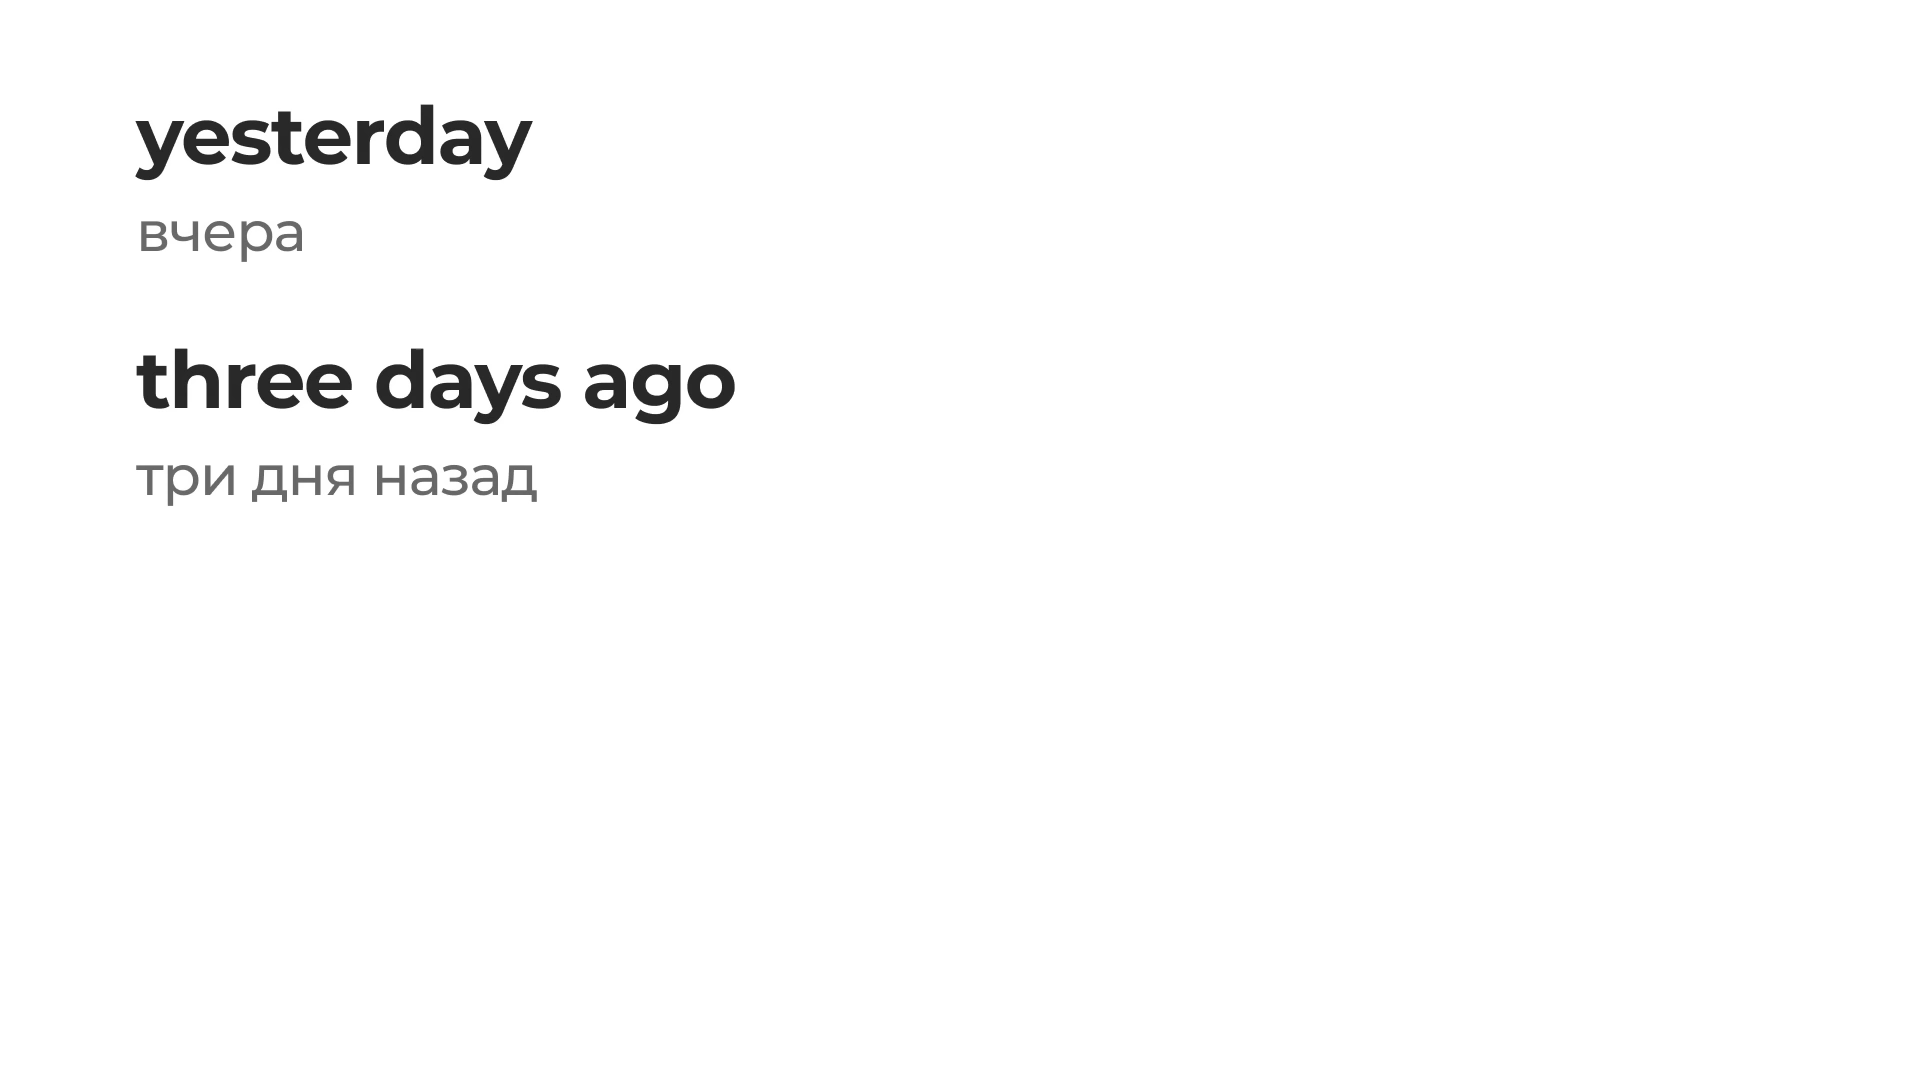 yesterday
вчера
three days ago
три дня назад